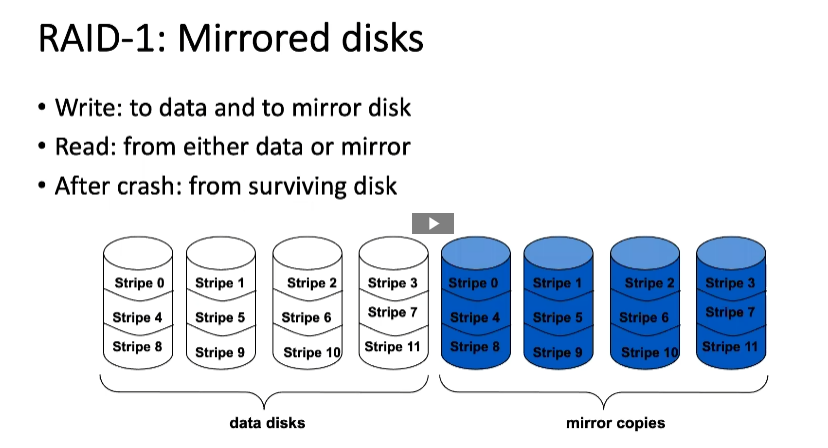 RAID-1: Mirrored disks
• Write: to data and to mirror disk
• Read: from either data or mirror
• After crash: from surviving disk
Stripe 0 Stripe 1 Stripe 2 Stripe 3 Stripe 0 Stripe 1 Stripe 2 Stripe 3
Stripe 4 Stripe 5 Stripe 6 Stripe 7 Stripe 4 Stripe 5 Stripe 6 Stripe 7
Stripe 8 Stripe 9 Stripe 10 Stripe 11 Stripe 8 Stripe 9 Stripe 10 Stripe 11
data disks mirror copies